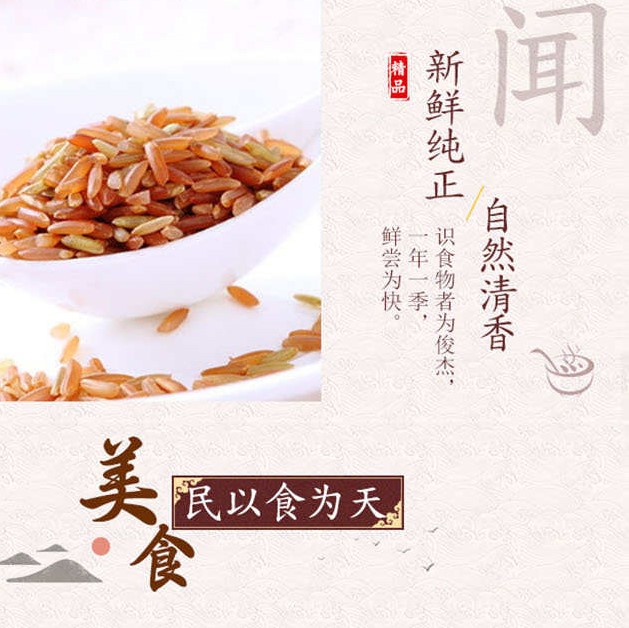 闻
精品
新鲜纯正
自然清香
识食物者为俊杰，
一年一季，
鲜尝为快。
美食
民以食为天